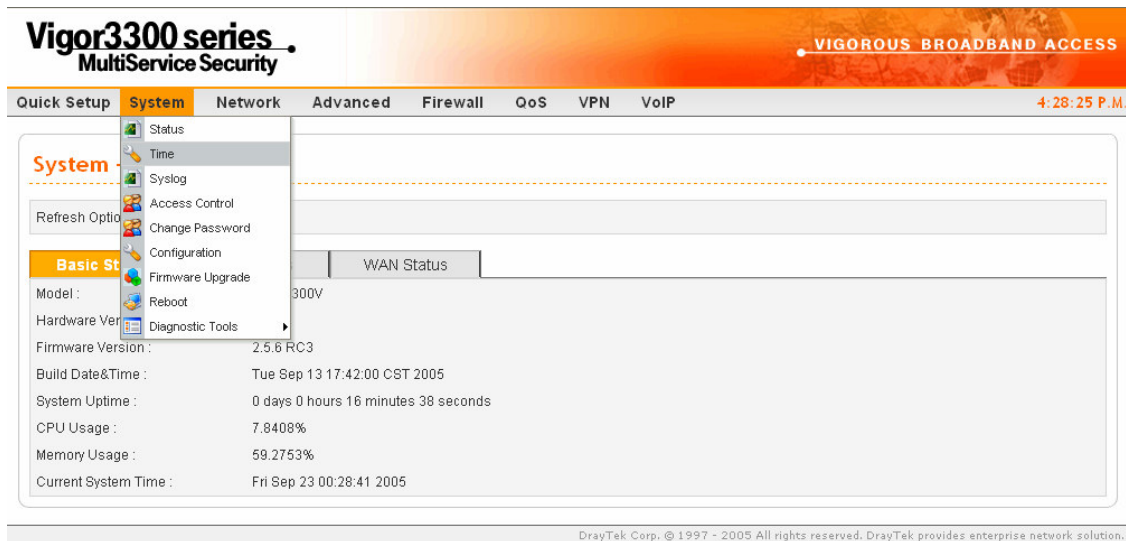 Vigor3300 series
MultiService Security
VIGOROUS BROADBAND ACCESS
Quick Setup System Network Advanced Firewall QoS VPN VoIP 4:28:25 P.M.
Status
Time
Syslog
Access Control
Change Password
Configuration
Firmware Upgrade
Reboot
Diagnostic Tools
System -
Refresh Optio
Basic St WAN Status
Model : 300V
Hardware Ver
Firmware Version : 2.5.6 RC3
Build Date&Time : Tue Sep 13 17:42:00 CST 2005
System Uptime : 0 days 0 hours 16 minutes 38 seconds
CPU Usage : 7.8408%
Memory Usage : 59.2753%
Current System Time : Fri Sep 23 00:28:41 2005
DrayTek Corp. © 1997 - 2005 All rights reserved. DrayTek provides enterprise network solution.